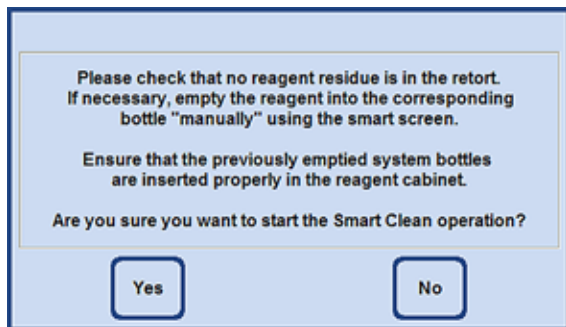 Please check that no reagent residue is in the retort.
If necessary, empty the reagent into the corresponding
bottle "manually" using the smart screen.
Ensure that the previously emptied system bottles
are inserted properly in the reagent cabinet.
Are you sure you want to start the Smart Clean operation?
Yes
No